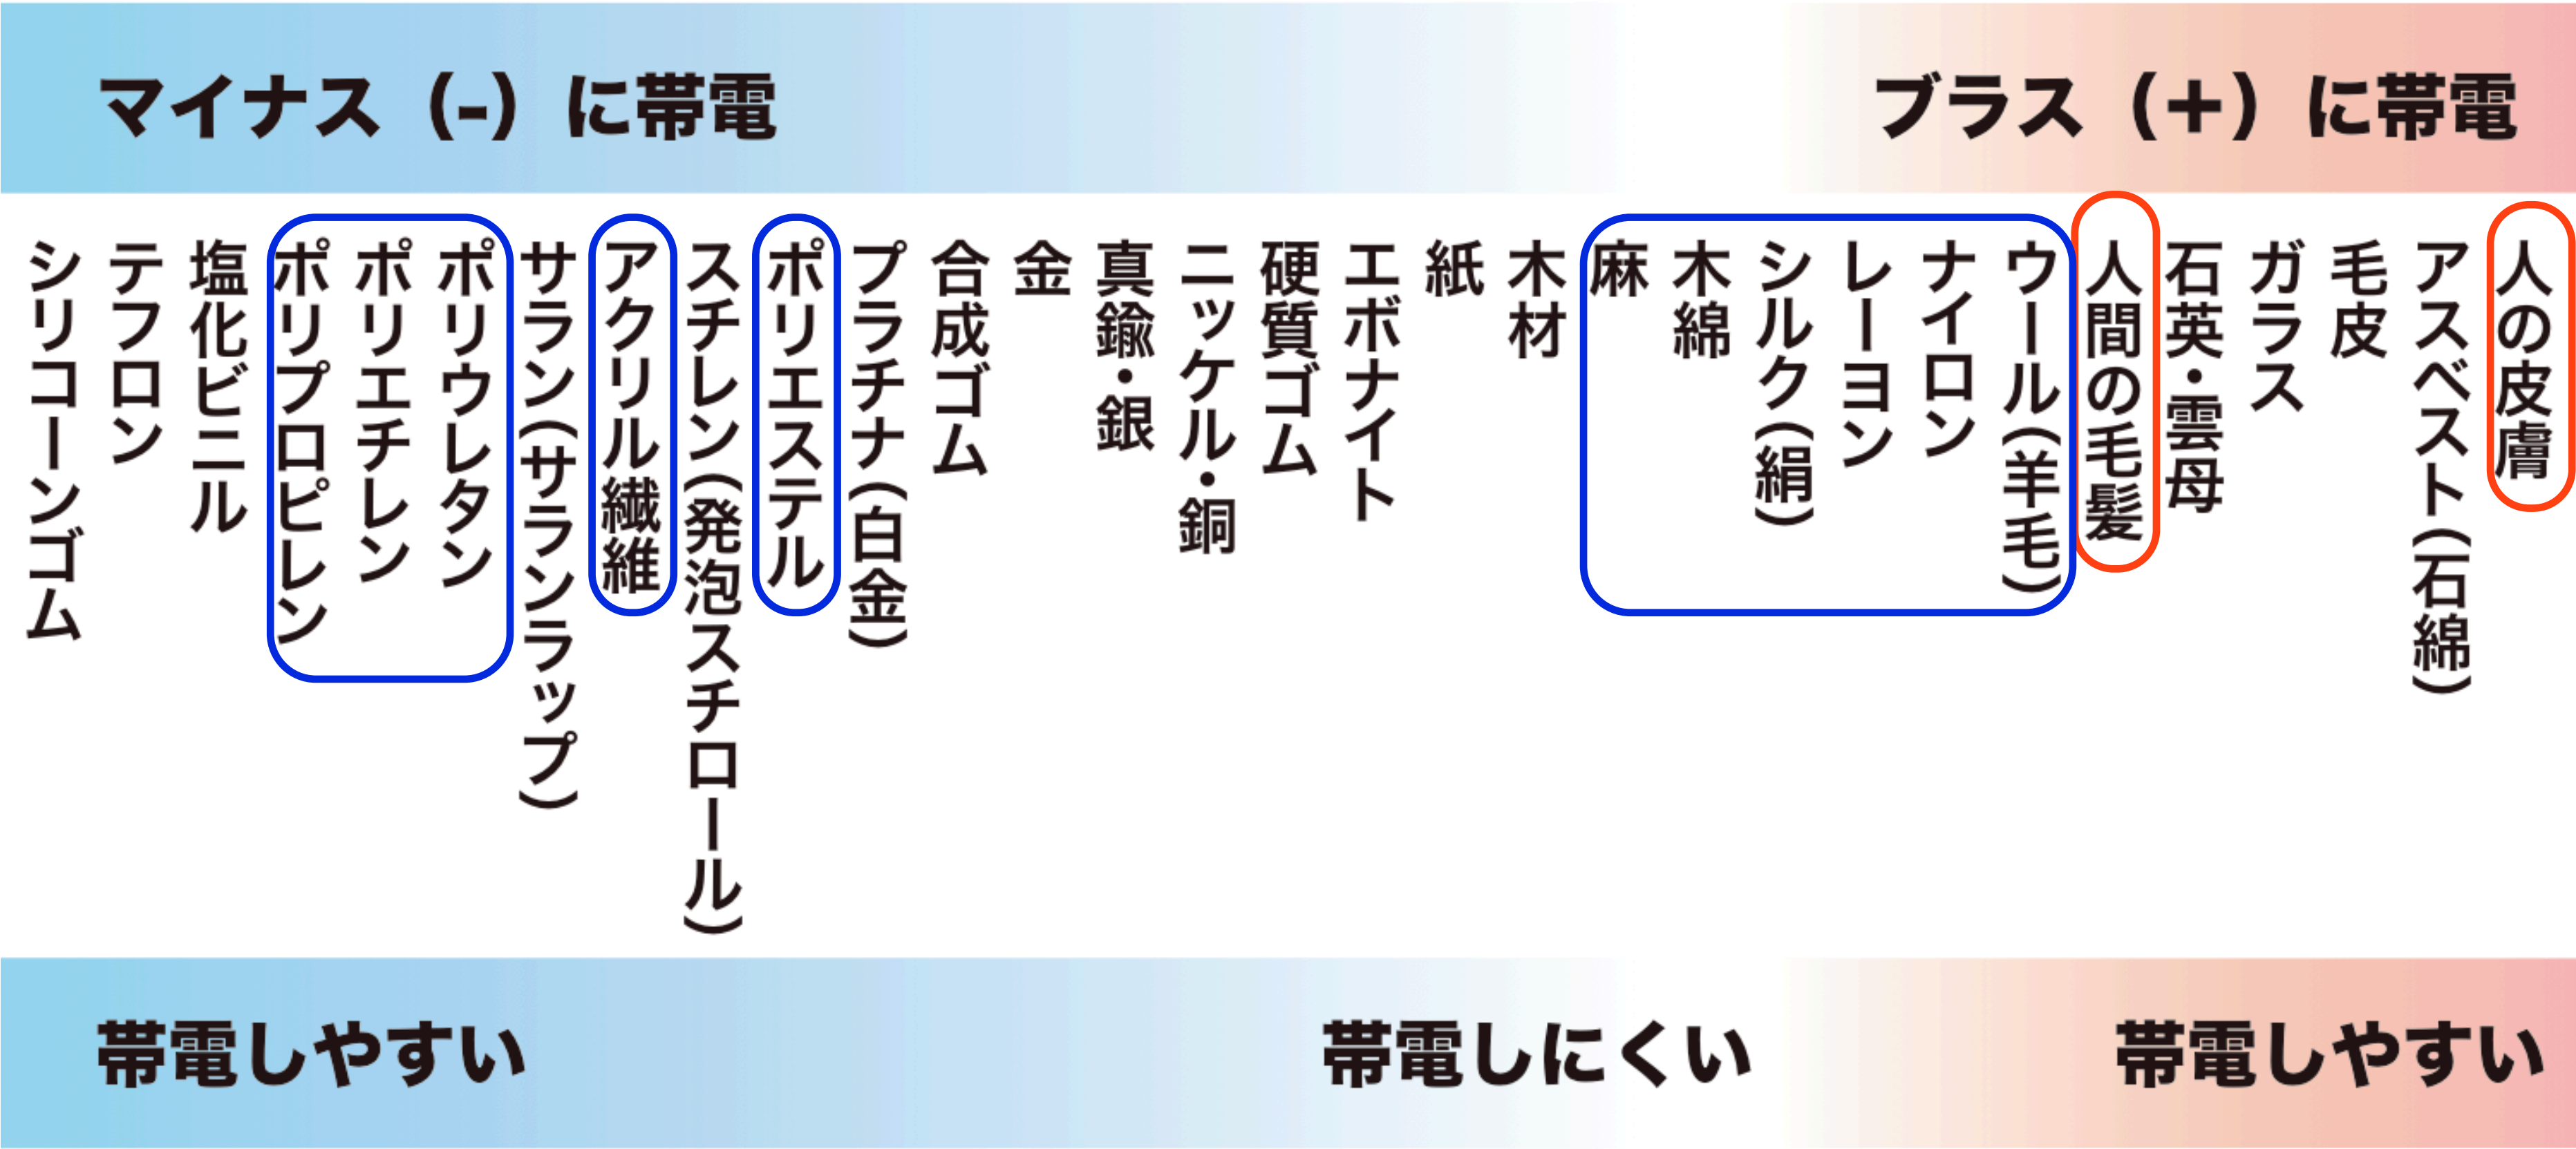 マイナス（-）に帯電
ブラス（+）に帯電
シリコーンゴム
テフロン
塩化ビニル
ポリプロピレン
ポリエチレン
ポリウレタン
サラン(サランラップ)
アクリル繊維
スチレン(発泡スチロール)
ポリエステル
プラチナ(白金)
合成ゴム
金
真鍮・銀
ニッケル・銅
硬質ゴム
エボナイト
紙
木材
麻
木綿
シルク(絹)
レーヨン
ナイロン
ウール(羊毛)
人間の毛髪
石英・雲母
ガラス
毛皮
アスベスト(石綿)
人の皮膚
帯電しやすい
帯電しにくい
帯電しやすい